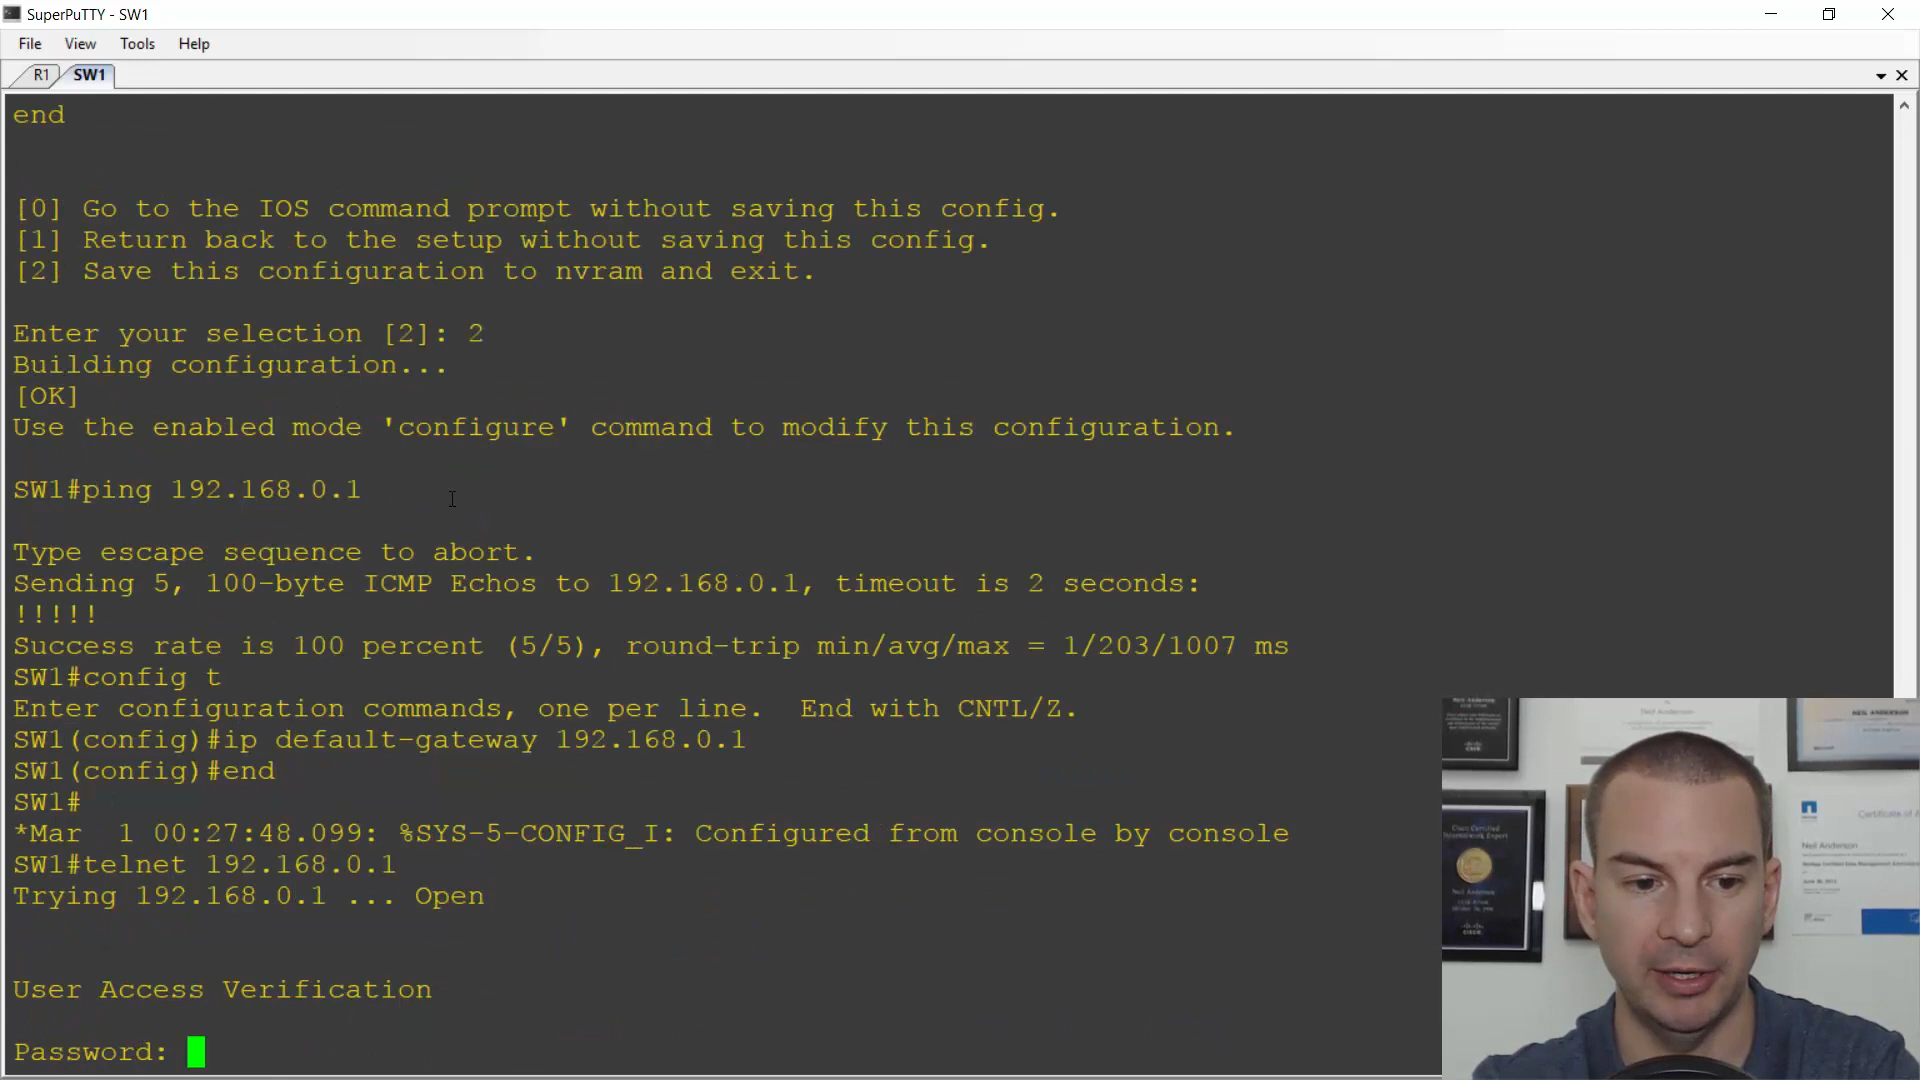 SuperPuTTY - SW1
File View Tools Help
R1 SW1
end
[0] Go to the IOS command prompt without saving this config.
[1] Return back to the setup without saving this config.
[2] Save this configuration to nvram and exit.
Enter your selection [2]: 2
Building configuration...
[OK]
Use the enabled mode 'configure' command to modify this configuration.
SW1#ping 192.168.0.1
Type escape sequence to abort.
Sending 5, 100-byte ICMP Echos to 192.168.0.1, timeout is 2 seconds:
!!!!!
Success rate is 100 percent (5/5), round-trip min/avg/max = 1/203/1007 ms
SW1#config t
Enter configuration commands, one per line.  End with CNTL/Z.
SW1(config)#ip default-gateway 192.168.0.1
SW1(config)#end
SW1#
*Mar  1 00:27:48.099: %SYS-5-CONFIG_I: Configured from console by console
SW1#telnet 192.168.0.1
Trying 192.168.0.1 ... Open
User Access Verification
Password:
NEIL ANDERSON
Neil Anderson